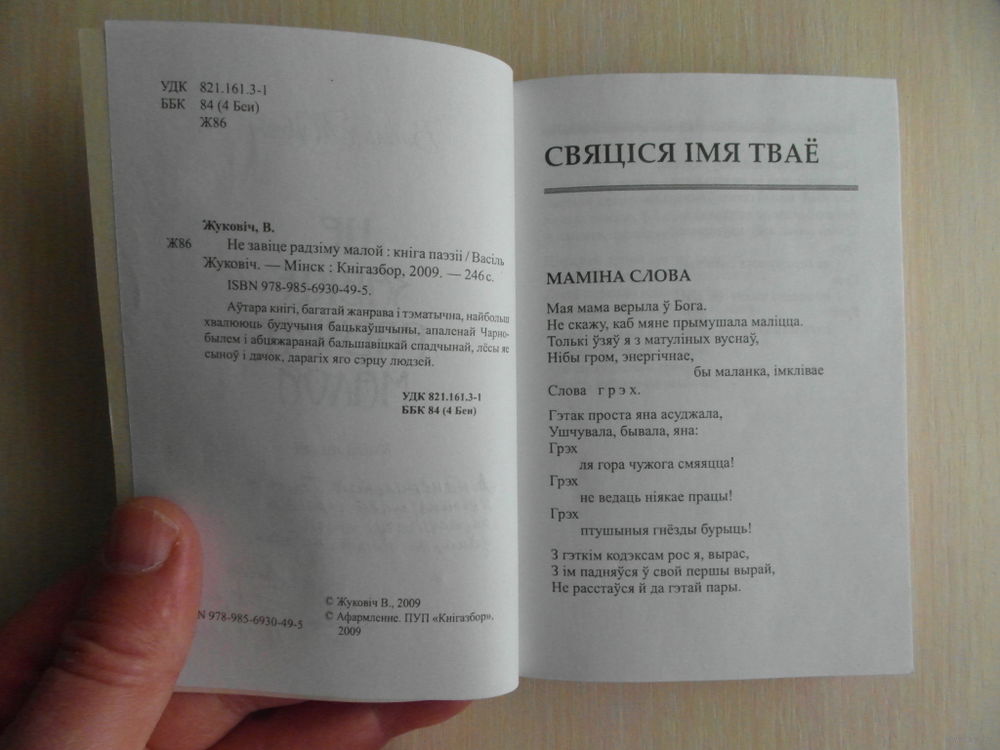 УДК 821.161.3-1
ББК 84 (4 Беи)
Ж86
Жуковіч, В.
Ж86 Не завіце радзіму малой : кніга паэзіі / Васіль
Жуковіч. — Мінск : Кнігазбор, 2009. — 246 с.
ISBN 978-985-6930-49-5.
Аўтара кнігі, багатай жанрава і тэматычна, найбольш
хвалююць будучыня бацькаўшчыны, апаленай Чарно-
былем і абцяжаранай бальшавіцкай спадчынай, лёсы яе
сыноў і дачок, дарагіх яго сэрцу людзей.
УДК 821.161.3-1
ББК 84 (4 Беи)
© Жуковіч В., 2009
N 978-985-6930-49-5
© Афармленне. ПУП «Кнігазбор»,
2009
СВЯЦІСЯ ІМЯ ТВАЁ
МАМІНА СЛОВА
Мая мама верыла ў Бога.
Не скажу, каб мяне прымушала маліцца.
Толькі ўзяў я з матуліных вуснаў,
Нібы гром, энергічнае,
бы маланка, імклівае
Слова г р э х.
Гэтак проста яна асуджала,
Ушчувала, бывала, яна:
Грэх
ля гора чужога смяяцца!
Грэх
не ведаць ніякае працы!
Грэх
птушыныя гнёзды бурыць!
З гэткім кодэксам рос я, вырас,
З ім падняўся ў свой першы вырай,
Не расстаўся й да гэтай пары.